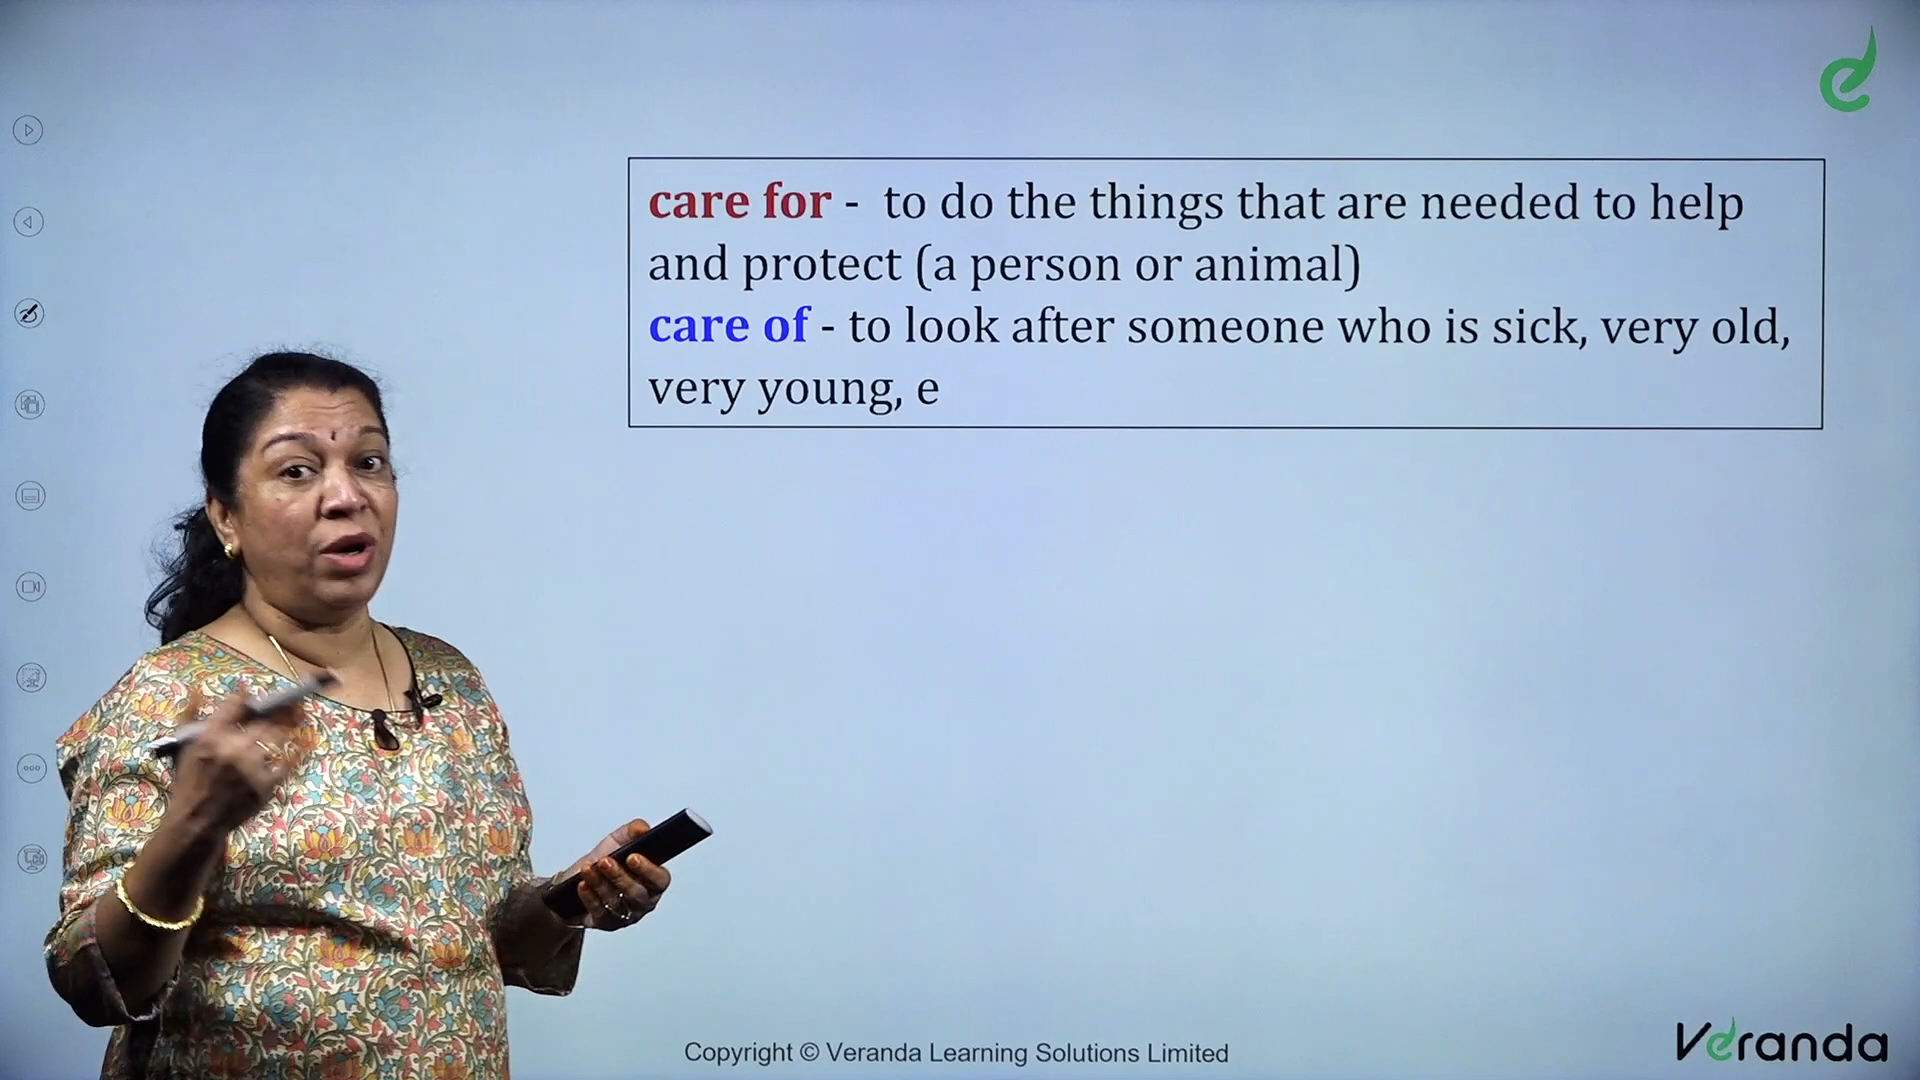 care for -  to do the things that are needed to help
and protect (a person or animal)
care of - to look after someone who is sick, very old,
very young, e
Copyright © Veranda Learning Solutions Limited
Veranda